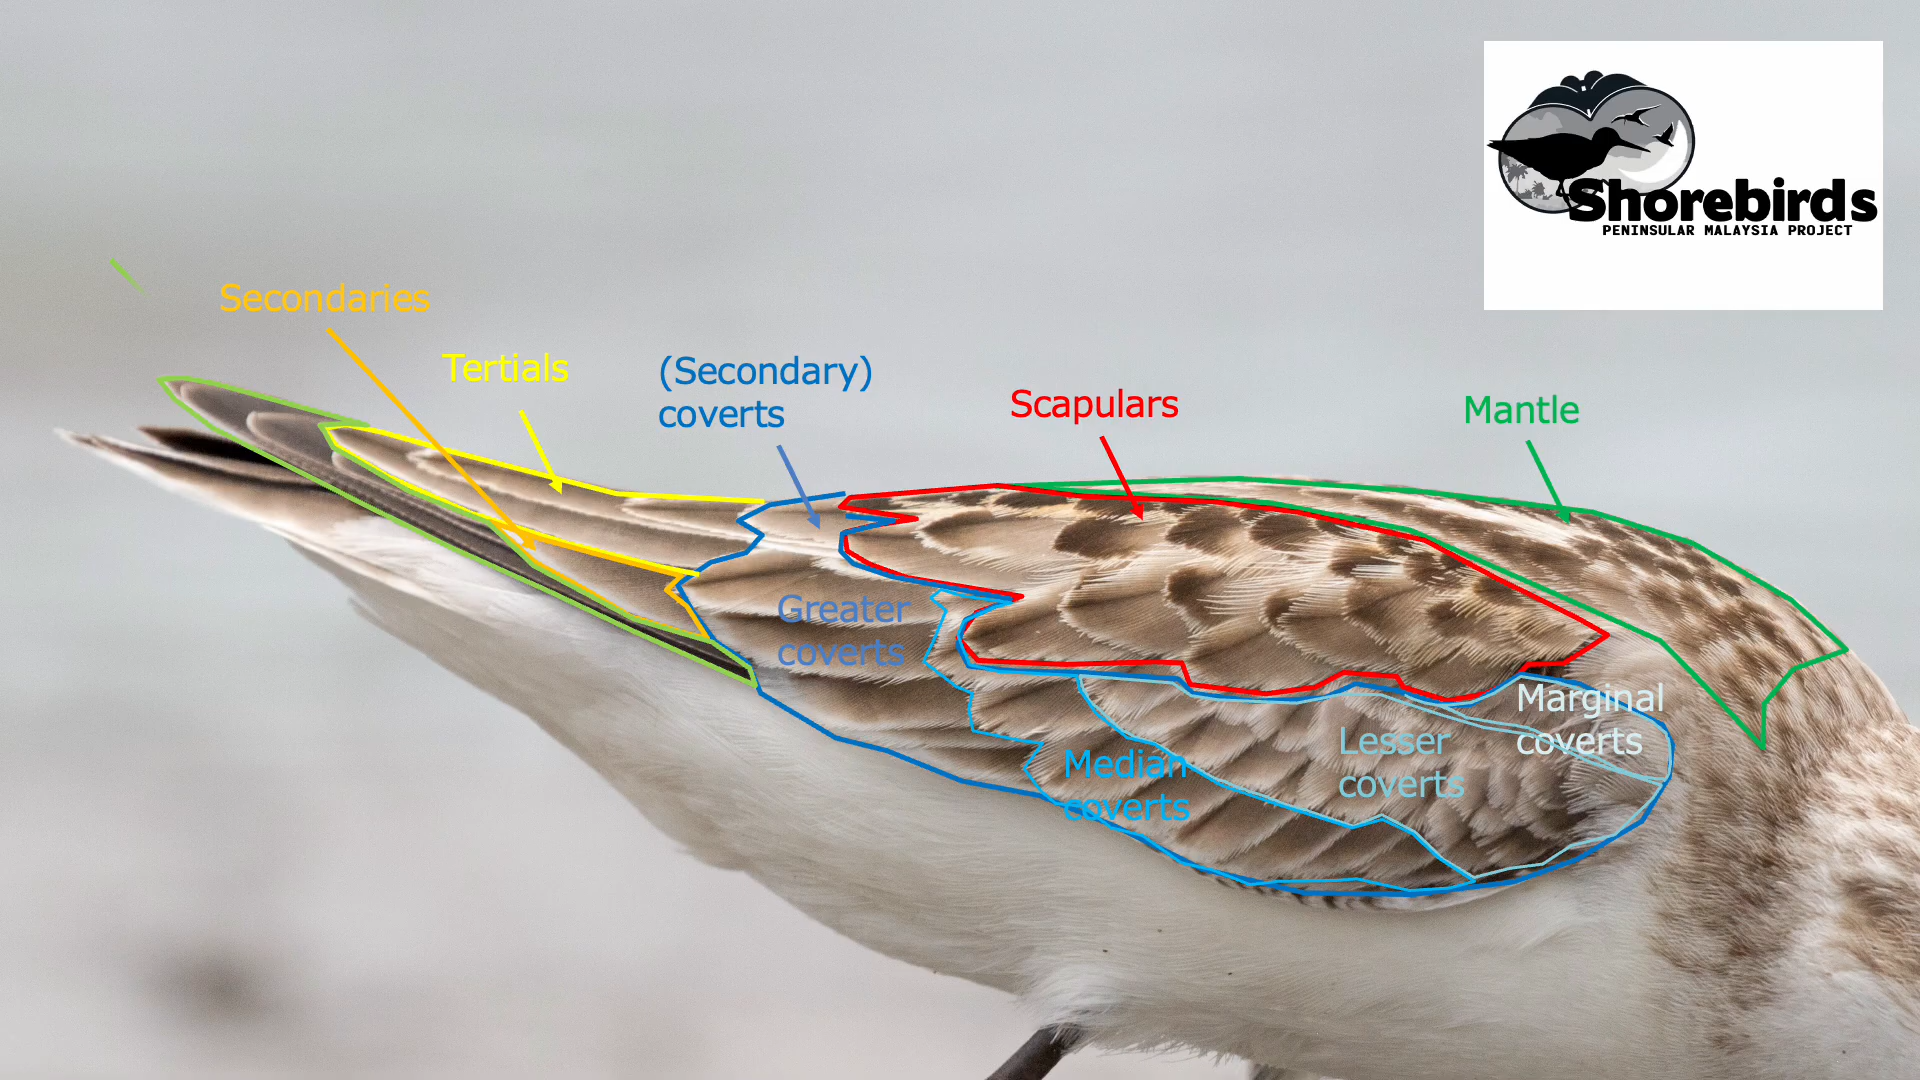 Shorebirds
PENINSULAR MALAYSIA PROJECT
Secondaries
Tertials
(Secondary)
coverts
Scapulars
Mantle
Greater
coverts
Median
coverts
Lesser
coverts
Marginal
coverts